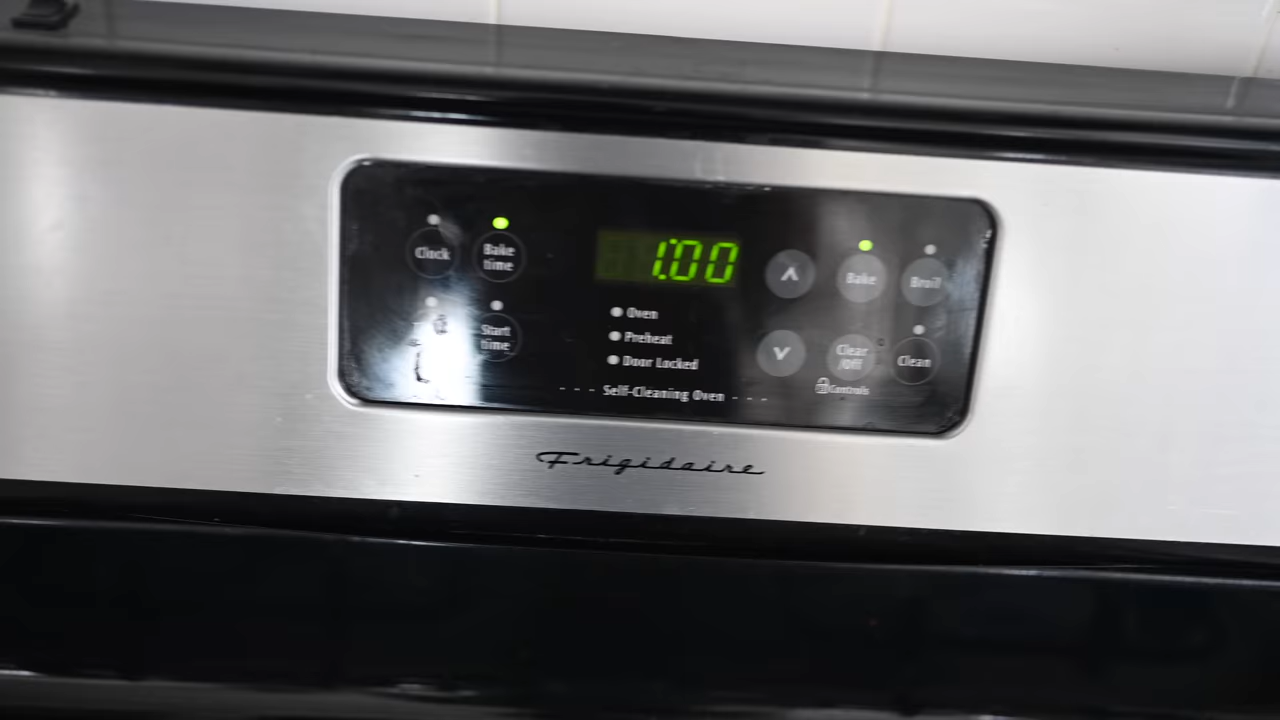 Clock
Bake
time
1:00
Bake
Broil
Start
time
Oven
Preheat
Door Locked
Clear
/Off
Clean
Controls
- - - Self-Cleaning Oven - - -
Frigidaire